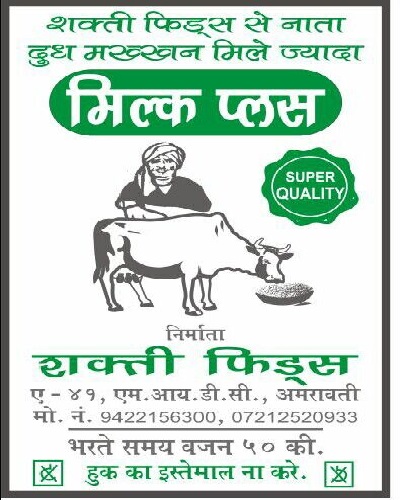 शक्ती फिड्स से नाता
दुध मख्खन मिले ज्यादा
मिल्क प्लस
SUPER
QUALITY
निर्माता
शक्ती फिड्स
ए - ४१, एम.आय.डी.सी., अमरावती
मो. नं. 9422156300, 07212520933
भरते समय वजन ५० की.
हुक का इस्तेमाल ना करे.